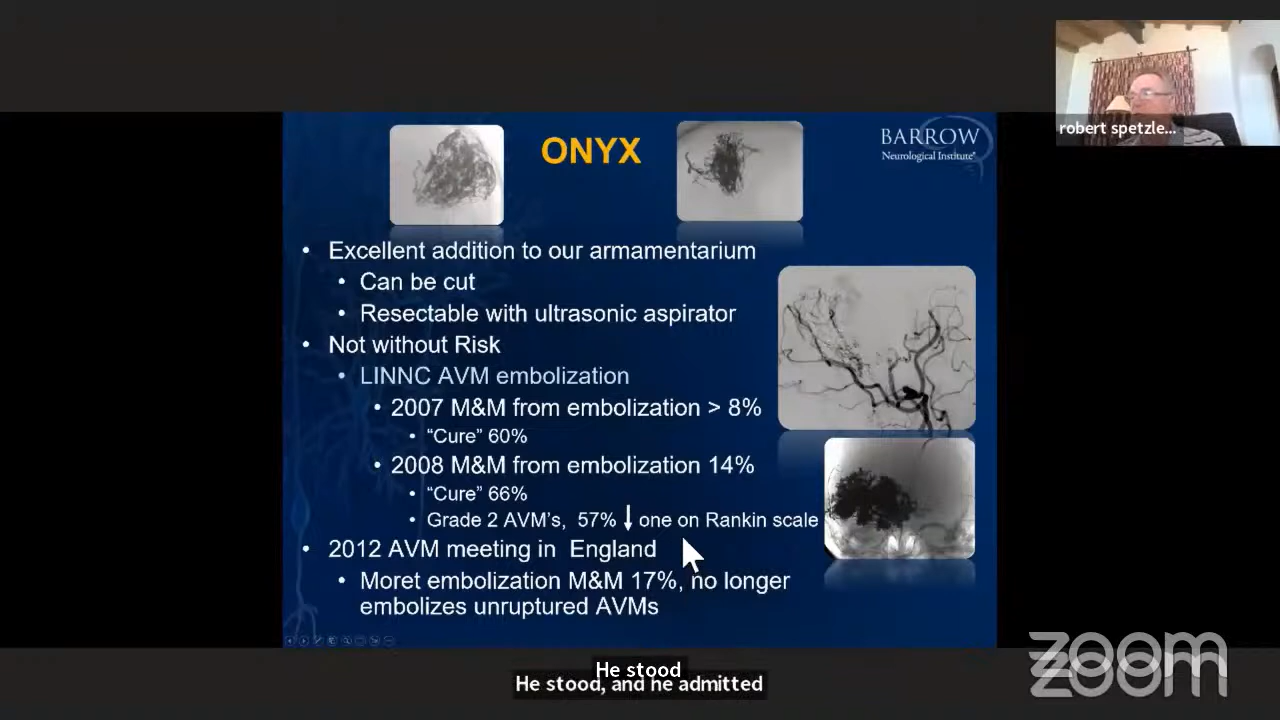 robert spetzle...
ONYX
BARROW
Neurological Institute®
• Excellent addition to our armamentarium
• Can be cut
• Resectable with ultrasonic aspirator
• Not without Risk
• LINNC AVM embolization
• 2007 M&M from embolization > 8%
• “Cure” 60%
• 2008 M&M from embolization 14%
• “Cure” 66%
• Grade 2 AVM’s, 57% ↓ one on Rankin scale
• 2012 AVM meeting in England
• Moret embolization M&M 17%, no longer
embolizes unruptured AVMs
zoom
He stood
He stood, and he admitted